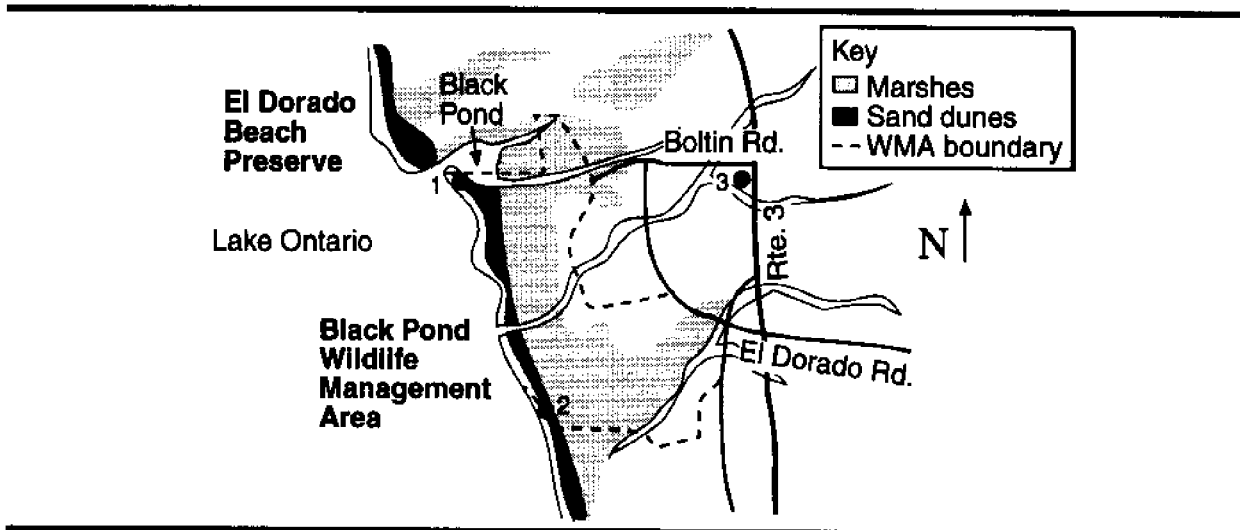 Key
Marshes
Sand dunes
WMA boundary
Black
Pond
El Dorado
Beach
Preserve
Boltin Rd.
1
3
Rte. 3
Lake Ontario
N
Black Pond
Wildlife
Management
Area
El Dorado Rd.
2